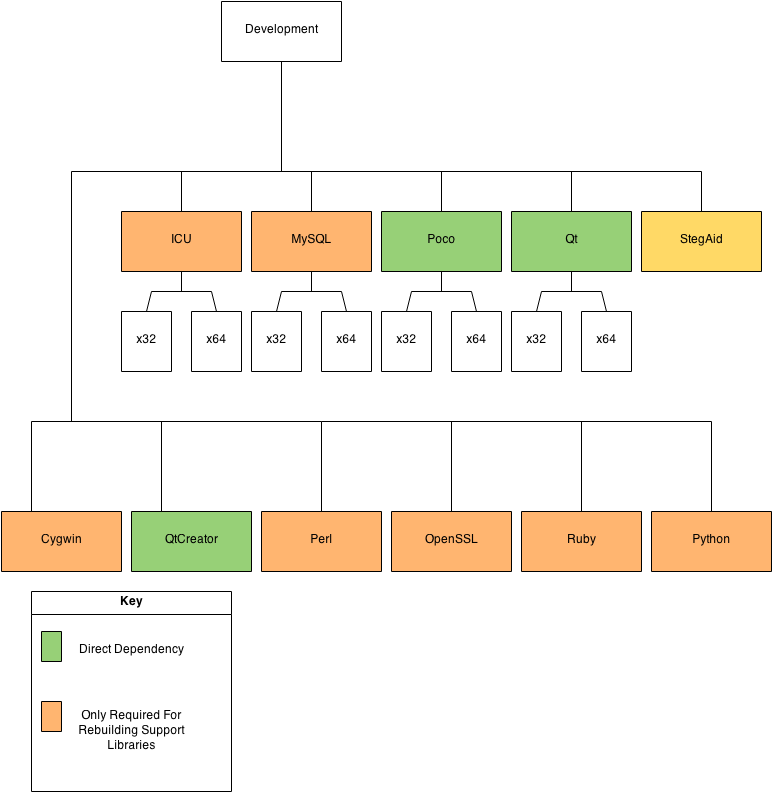 Development
ICU
MySQL
Poco
Qt
StegAid
x32
x64
x32
x64
x32
x64
x32
x64
Cygwin
QtCreator
Perl
OpenSSL
Ruby
Python
Key
Direct Dependency
Only Required For
Rebuilding Support
Libraries